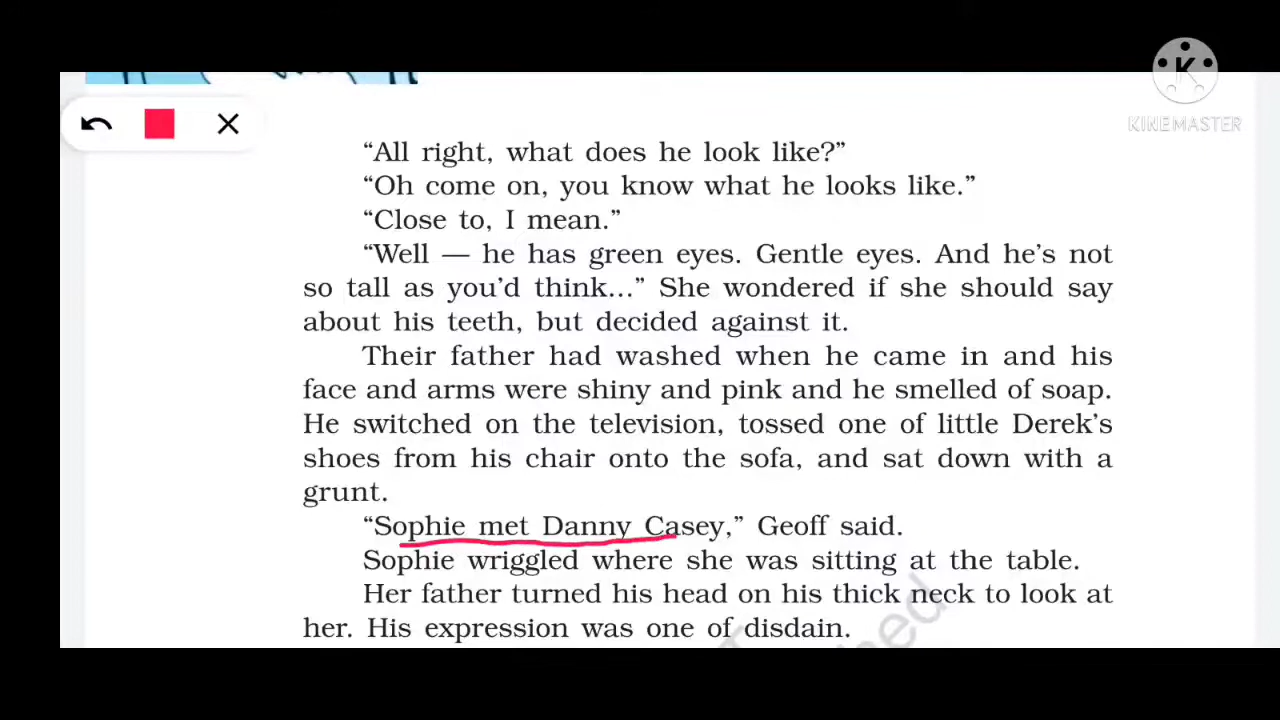 KINEMASTER
“All right, what does he look like?”
“Oh come on, you know what he looks like.”
“Close to, I mean.”
“Well — he has green eyes. Gentle eyes. And he’s not
so tall as you’d think...” She wondered if she should say
about his teeth, but decided against it.
Their father had washed when he came in and his
face and arms were shiny and pink and he smelled of soap.
He switched on the television, tossed one of little Derek’s
shoes from his chair onto the sofa, and sat down with a
grunt.
“Sophie met Danny Casey,” Geoff said.
Sophie wriggled where she was sitting at the table.
Her father turned his head on his thick neck to look at
her. His expression was one of disdain.